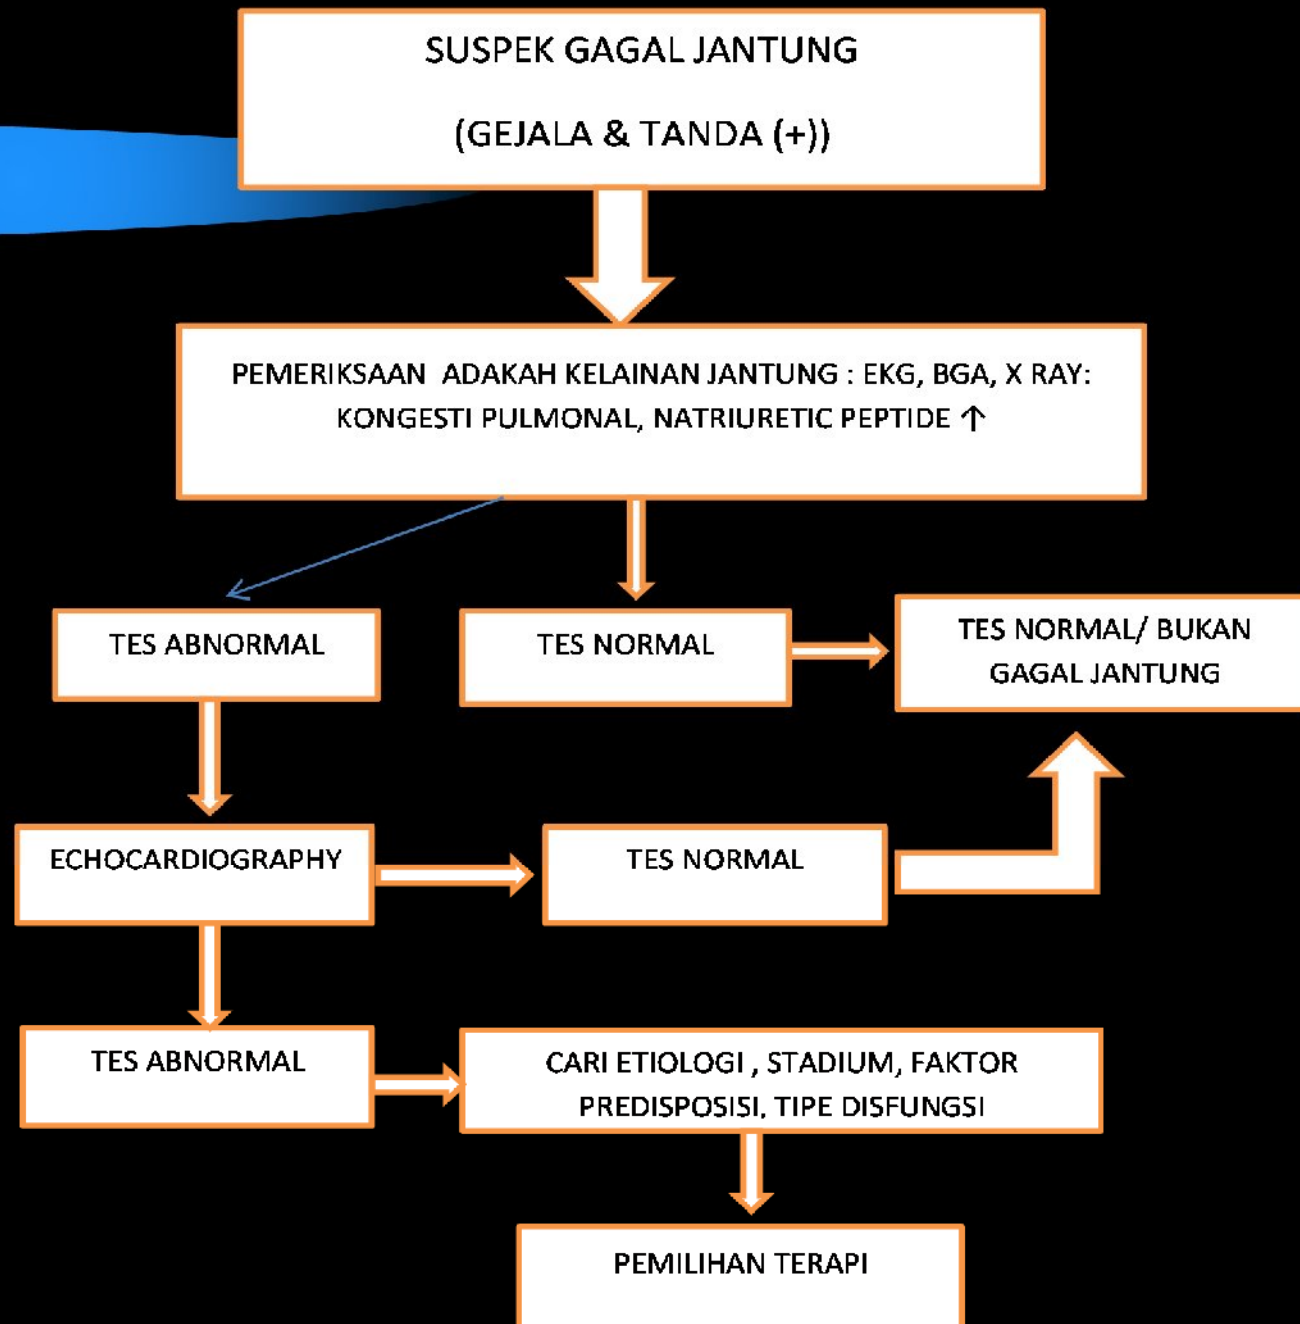 SUSPEK GAGAL JANTUNG
(GEJALA & TANDA (+))
PEMERIKSAAN ADAKAH KELAINAN JANTUNG : EKG, BGA, X RAY:
KONGESTI PULMONAL, NATRIURETIC PEPTIDE ↑
TES ABNORMAL
TES NORMAL
TES NORMAL/ BUKAN
GAGAL JANTUNG
ECHOCARDIOGRAPHY
TES NORMAL
TES ABNORMAL
CARI ETIOLOGI , STADIUM, FAKTOR
PREDISPOSISI, TIPE DISFUNGSI
PEMILIHAN TERAPI